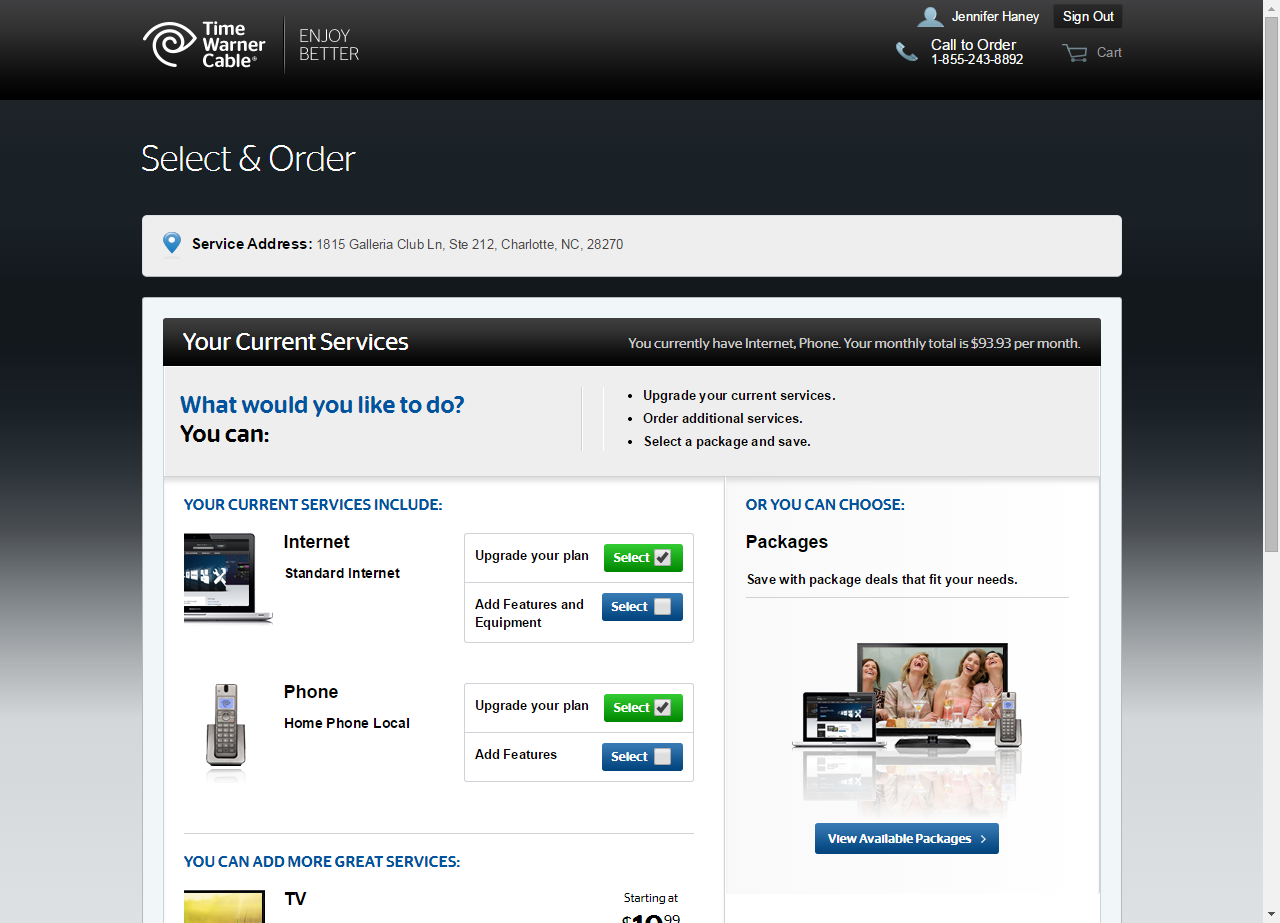 Time
Warner
Cable®
ENJOY
BETTER
Jennifer Haney
Sign Out
Call to Order
1-855-243-8892
Cart
Select & Order
Service Address: 1815 Galleria Club Ln, Ste 212, Charlotte, NC, 28270
Your Current Services
You currently have Internet, Phone. Your monthly total is $93.93 per month.
What would you like to do?
You can:
• Upgrade your current services.
• Order additional services.
• Select a package and save.
YOUR CURRENT SERVICES INCLUDE:
Internet
Standard Internet
Upgrade your plan
Select
Add Features and
Equipment
Select
Phone
Home Phone Local
Upgrade your plan
Select
Add Features
Select
YOU CAN ADD MORE GREAT SERVICES:
TV
Starting at
$19.99
OR YOU CAN CHOOSE:
Packages
Save with package deals that fit your needs.
View Available Packages >